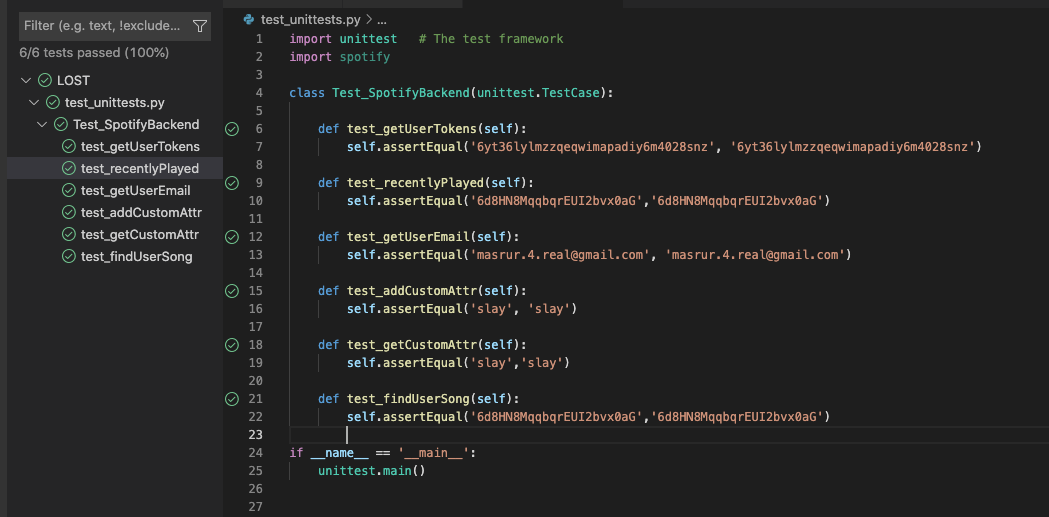 Filter (e.g. text, !exclude...
6/6 tests passed (100%)
LOST
test_unittests.py
Test_SpotifyBackend
test_getUserTokens
test_recentlyPlayed
test_getUserEmail
test_addCustomAttr
test_getCustomAttr
test_findUserSong
test_unittests.py > ...
1 import unittest   # The test framework
2 import spotify
3
4 class Test_SpotifyBackend(unittest.TestCase):
5
6     def test_getUserTokens(self):
7         self.assertEqual('6yt36lylmzzqeqwimapadiy6m4028snz', '6yt36lylmzzqeqwimapadiy6m4028snz')
8
9     def test_recentlyPlayed(self):
10         self.assertEqual('6d8HN8MqqbqrEUI2bvx0aG','6d8HN8MqqbqrEUI2bvx0aG')
11
12     def test_getUserEmail(self):
13         self.assertEqual('masrur.4.real@gmail.com', 'masrur.4.real@gmail.com')
14
15     def test_addCustomAttr(self):
16         self.assertEqual('slay', 'slay')
17
18     def test_getCustomAttr(self):
19         self.assertEqual('slay','slay')
20
21     def test_findUserSong(self):
22         self.assertEqual('6d8HN8MqqbqrEUI2bvx0aG','6d8HN8MqqbqrEUI2bvx0aG')
23
24 if __name__ == '__main__':
25     unittest.main()
26
27